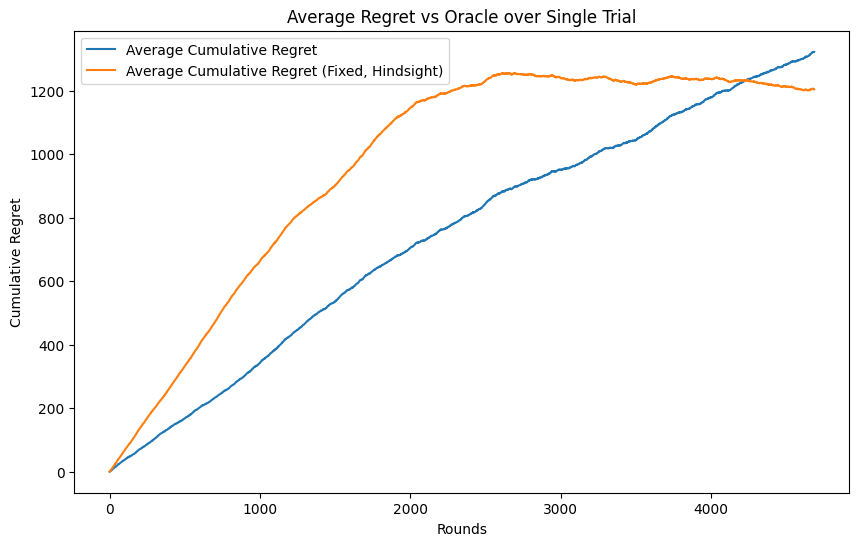 Average Regret vs Oracle over Single Trial
Average Cumulative Regret
Average Cumulative Regret (Fixed, Hindsight)
Cumulative Regret
1200
1000
800
600
400
200
0
0 1000 2000 3000 4000
Rounds